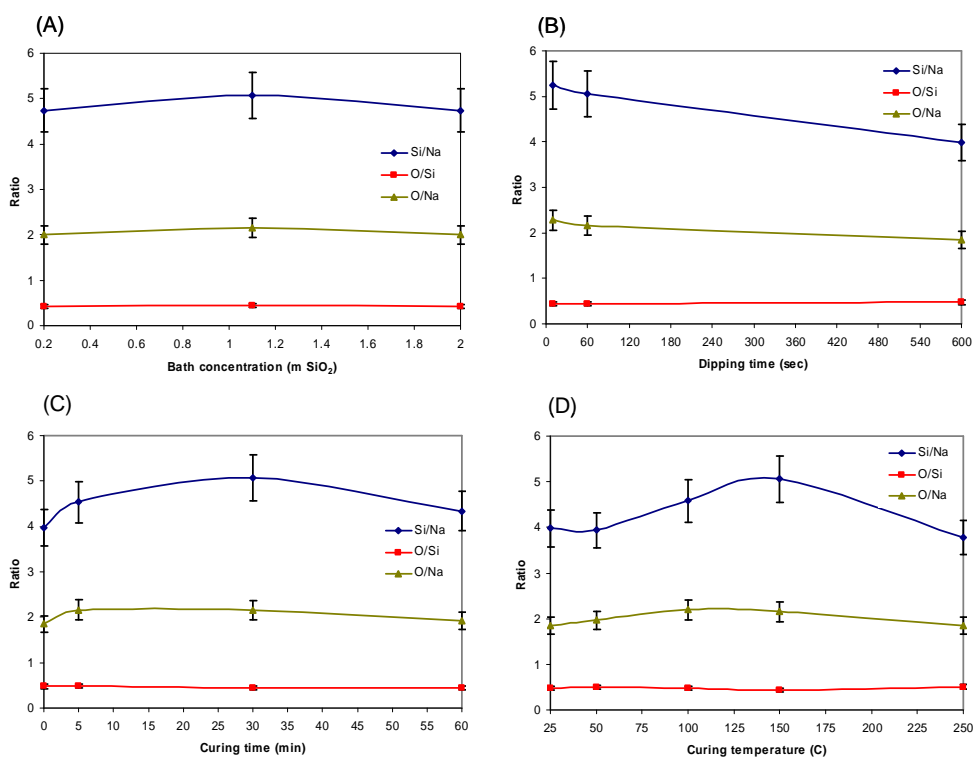 (A)
6
5
4
3
2
1
0
Ratio
Si/Na
O/Si
O/Na
0.2 0.4 0.6 0.8 1 1.2 1.4 1.6 1.8 2
Bath concentration (m SiO₂)
(B)
6
5
4
3
2
1
0
Ratio
Si/Na
O/Si
O/Na
0 60 120 180 240 300 360 420 480 540 600
Dipping time (sec)
(C)
6
5
4
3
2
1
0
Ratio
Si/Na
O/Si
O/Na
0 5 10 15 20 25 30 35 40 45 50 55 60
Curing time (min)
(D)
6
5
4
3
2
1
0
Ratio
Si/Na
O/Si
O/Na
25 50 75 100 125 150 175 200 225 250
Curing temperature (C)